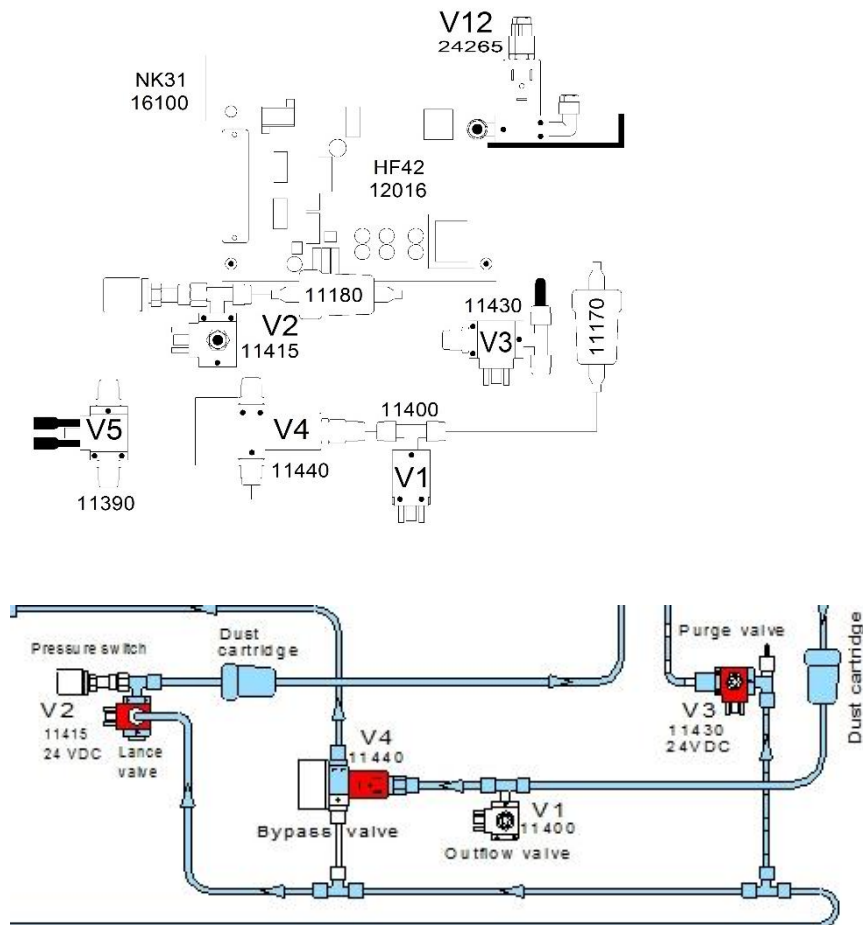 V12
24265
NK31
16100
HF42
12016
11180
V2
11415
11430
V3
11170
V5
11390
V4
11440
11400
V1
Pressure switch
Dust
cartridge
Purge valve
Dust cartridge
V2
11415
24 VDC
Lance
valve
V4
11440
Bypass valve
V1
11400
Outflow valve
V3
11430
24VDC